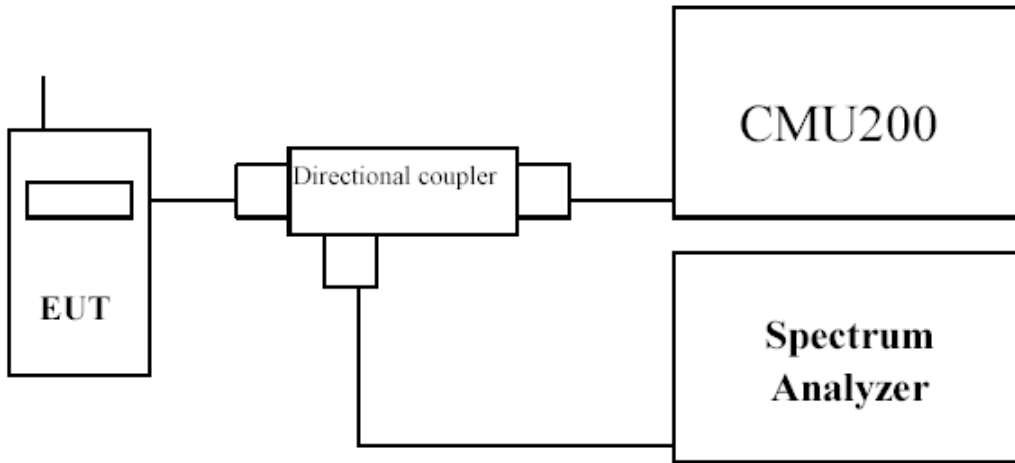 CMU200
Directional coupler
EUT
Spectrum
Analyzer